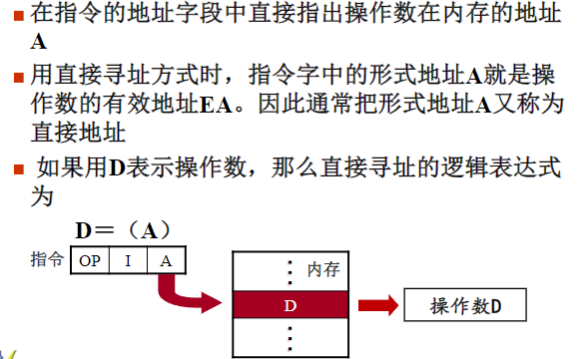 在指令的地址字段中直接指出操作数在内存的地址
A
用直接寻址方式时，指令字中的形式地址A就是操
作数的有效地址EA。因此通常把形式地址A又称为
直接地址
如果用D表示操作数，那么直接寻址的逻辑表达式
为
D＝（A）
指令 OP I A
⋮ 内存
D
操作数D
⋮